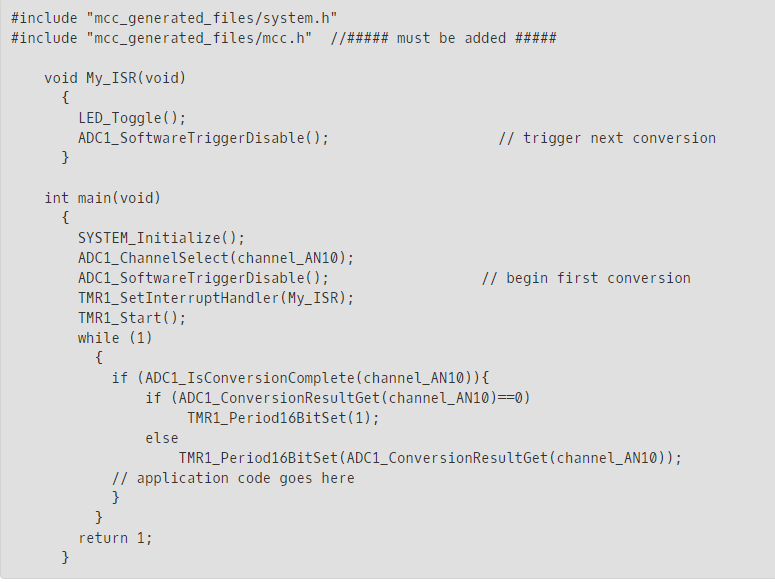 #include "mcc_generated_files/system.h"
#include "mcc_generated_files/mcc.h"  //##### must be added #####
void My_ISR(void)
{
LED_Toggle();
ADC1_SoftwareTriggerDisable(); // trigger next conversion
}
int main(void)
{
SYSTEM_Initialize();
ADC1_ChannelSelect(channel_AN10);
ADC1_SoftwareTriggerDisable(); // begin first conversion
TMR1_SetInterruptHandler(My_ISR);
TMR1_Start();
while (1)
{
if (ADC1_IsConversionComplete(channel_AN10)){
if (ADC1_ConversionResultGet(channel_AN10)==0)
TMR1_Period16BitSet(1);
else
TMR1_Period16BitSet(ADC1_ConversionResultGet(channel_AN10));
// application code goes here
}
}
return 1;
}